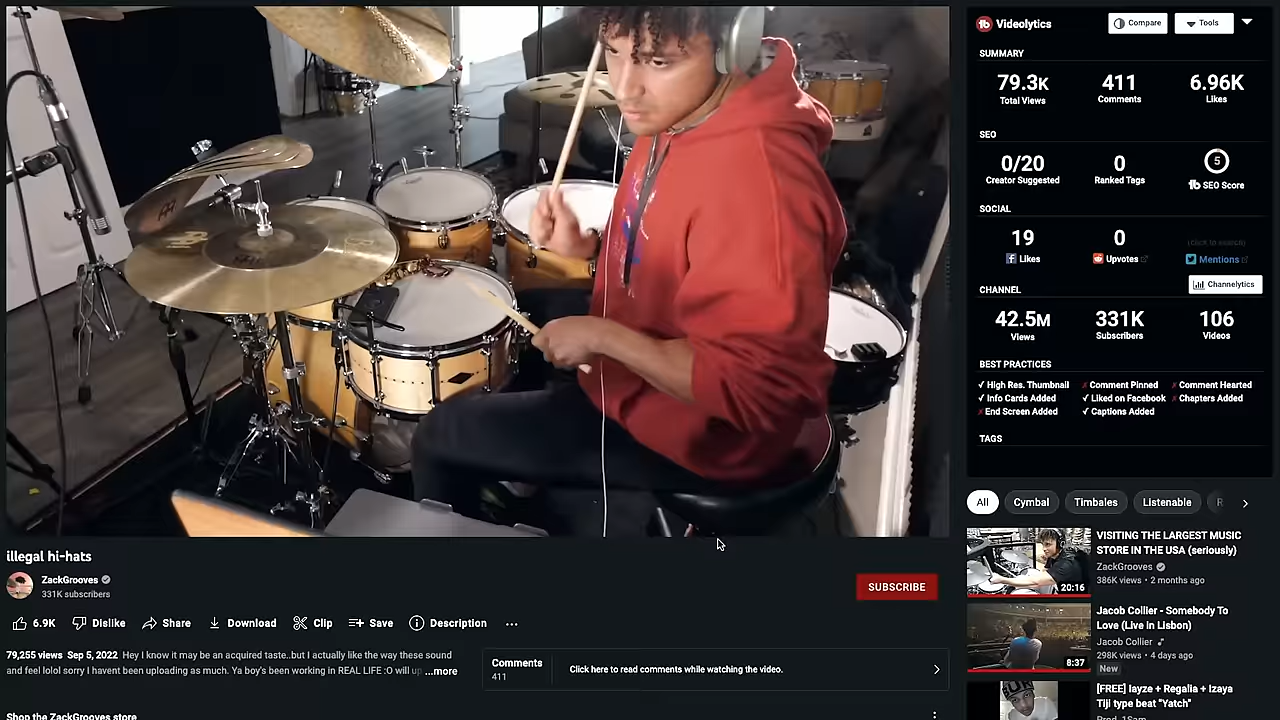 Videolytics
Compare
Tools
SUMMARY
79.3K
Total Views
411
Comments
6.96K
Likes
SEO
0/20
Creator Suggested
0
Ranked Tags
5
SEO Score
SOCIAL
19
Likes
0
Upvotes
(click to search)
Mentions
CHANNEL
Channelytics
42.5M
Views
331K
Subscribers
106
Videos
BEST PRACTICES
✓ High Res. Thumbnail
✗ Comment Pinned
✗ Comment Hearted
✓ Info Cards Added
✓ Liked on Facebook
✗ Chapters Added
✗ End Screen Added
✓ Captions Added
TAGS
All
Cymbal
Timbales
Listenable
R
illegal hi-hats
ZackGrooves
331K subscribers
SUBSCRIBE
6.9K
Dislike
Share
Download
Clip
Save
Description
...
79,255 views Sep 5, 2022 Hey I know it may be an acquired taste..but I actually like the way these sound
and feel lolol sorry I havent been uploading as much. Ya boy's been working in REAL LIFE :O will up ...more
Comments
411
Click here to read comments while watching the video.
Shop the ZackGrooves store
20:16
VISITING THE LARGEST MUSIC
STORE IN THE USA (seriously)
ZackGrooves
386K views • 2 months ago
8:37
Jacob Collier - Somebody To
Love (Live in Lisbon)
Jacob Collier
298K views • 4 days ago
New
[FREE] Iayze + Regalia + Izaya
Tiji type beat "Yatch"
Prod. 1Sam